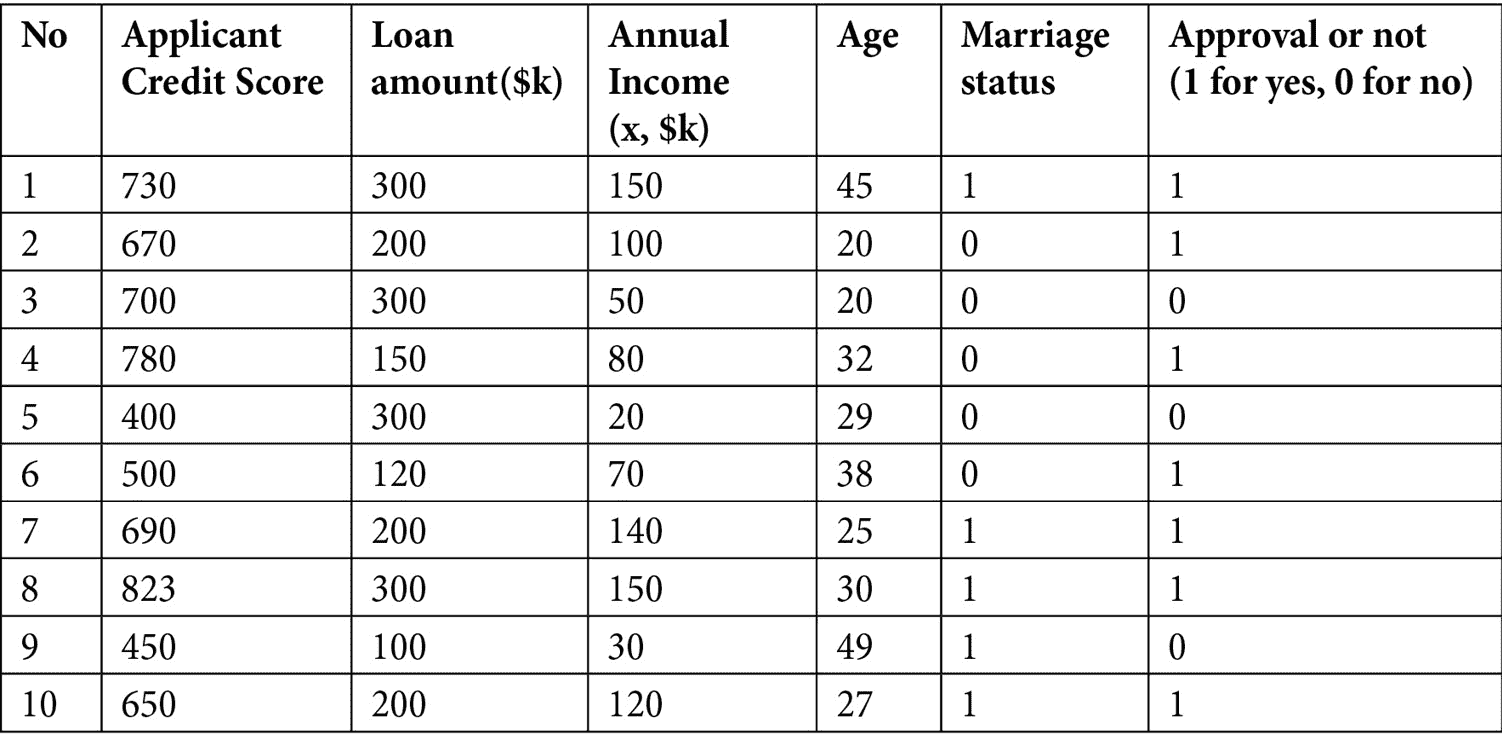 No Applicant Credit Score Loan amount($k) Annual Income (x, $k) Age Marriage status Approval or not (1 for yes, 0 for no)
1 730 300 150 45 1 1
2 670 200 100 20 0 1
3 700 300 50 20 0 0
4 780 150 80 32 0 1
5 400 300 20 29 0 0
6 500 120 70 38 0 1
7 690 200 140 25 1 1
8 823 300 150 30 1 1
9 450 100 30 49 1 0
10 650 200 120 27 1 1